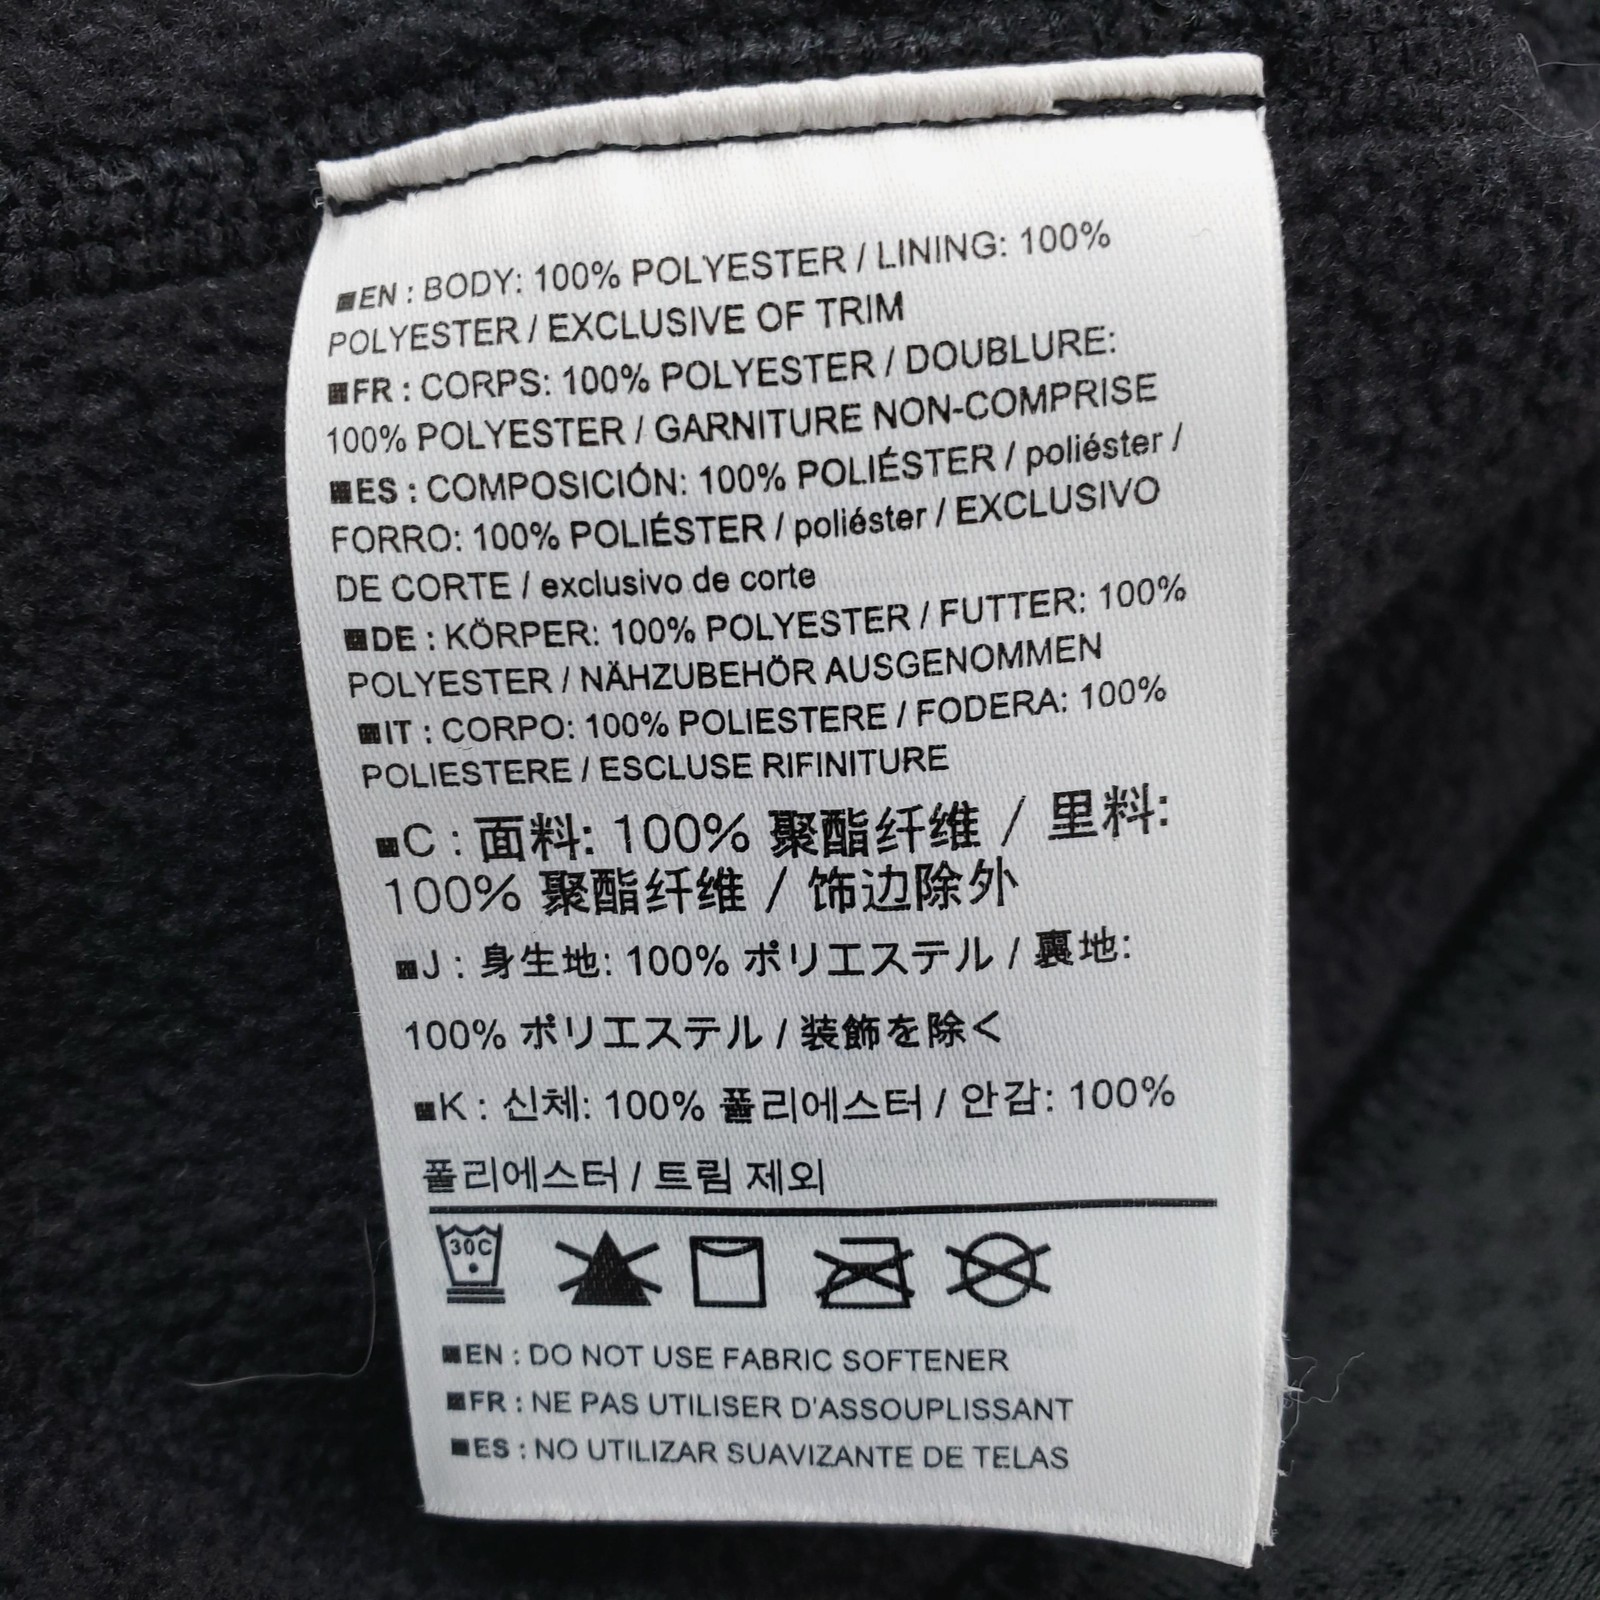 ■EN : BODY: 100% POLYESTER / LINING: 100%
POLYESTER / EXCLUSIVE OF TRIM
■FR : CORPS: 100% POLYESTER / DOUBLURE:
100% POLYESTER / GARNITURE NON-COMPRISE
■ES : COMPOSICIÓN: 100% POLIÉSTER / poliéster /
FORRO: 100% POLIÉSTER / poliéster / EXCLUSIVO
DE CORTE / exclusivo de corte
■DE : KÖRPER: 100% POLYESTER / FUTTER: 100%
POLYESTER / NÄHZUBEHÖR AUSGENOMMEN
■IT : CORPO: 100% POLIESTERE / FODERA: 100%
POLIESTERE / ESCLUSE RIFINITURE
■C : 面料: 100% 聚酯纤维 / 里料:
100% 聚酯纤维 / 饰边除外
■J : 身生地: 100% ポリエステル / 裏地:
100% ポリエステル / 装飾を除く
■K : 신체: 100% 폴리에스터 / 안감: 100%
폴리에스터 / 트림 제외
30C
■EN : DO NOT USE FABRIC SOFTENER
■FR : NE PAS UTILISER D'ASSOUPLISSANT
■ES : NO UTILIZAR SUAVIZANTE DE TELAS